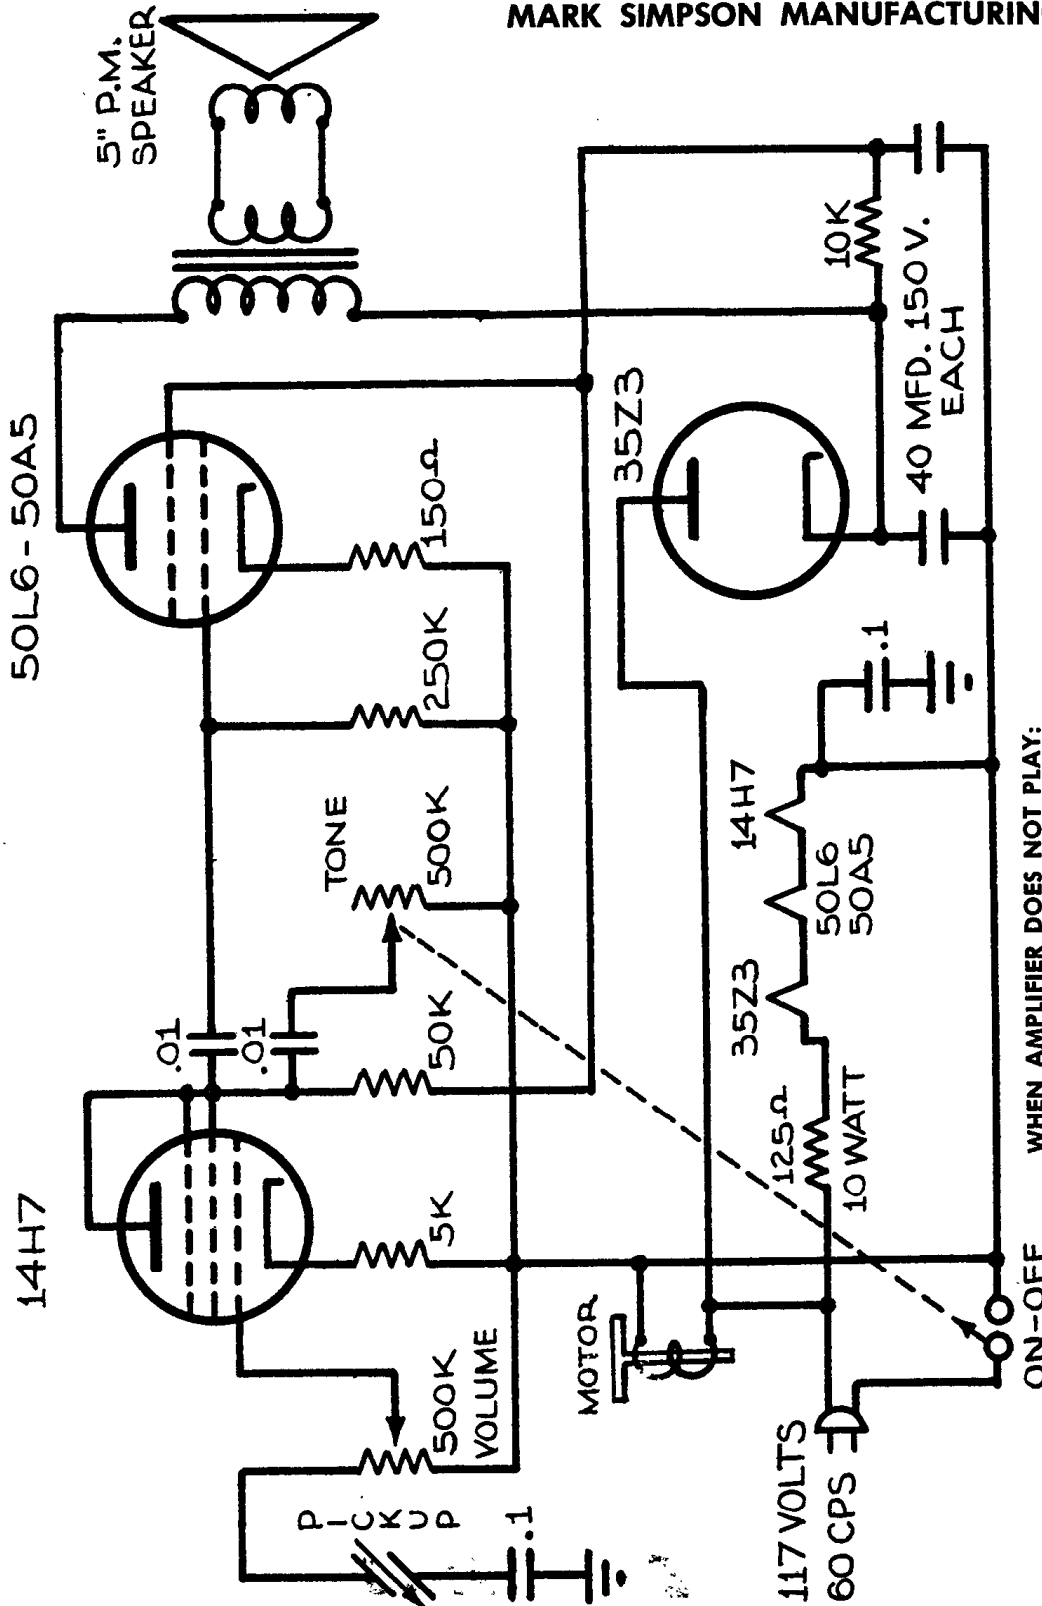 MARK SIMPSON MANUFACTURING
5" P.M.
SPEAKER
50L6-50A5
14H7
.01
.01
TONE
500K
250K
150Ω
50K
5K
500K
VOLUME
PICKUP
.1
MOTOR
35Z3
10K
40 MFD. 150V.
EACH
.1
14H7
50L6
50A5
35Z3
125Ω
10 WATT
117 VOLTS
60 CPS
ON-OFF
WHEN AMPLIFIER DOES NOT PLAY: